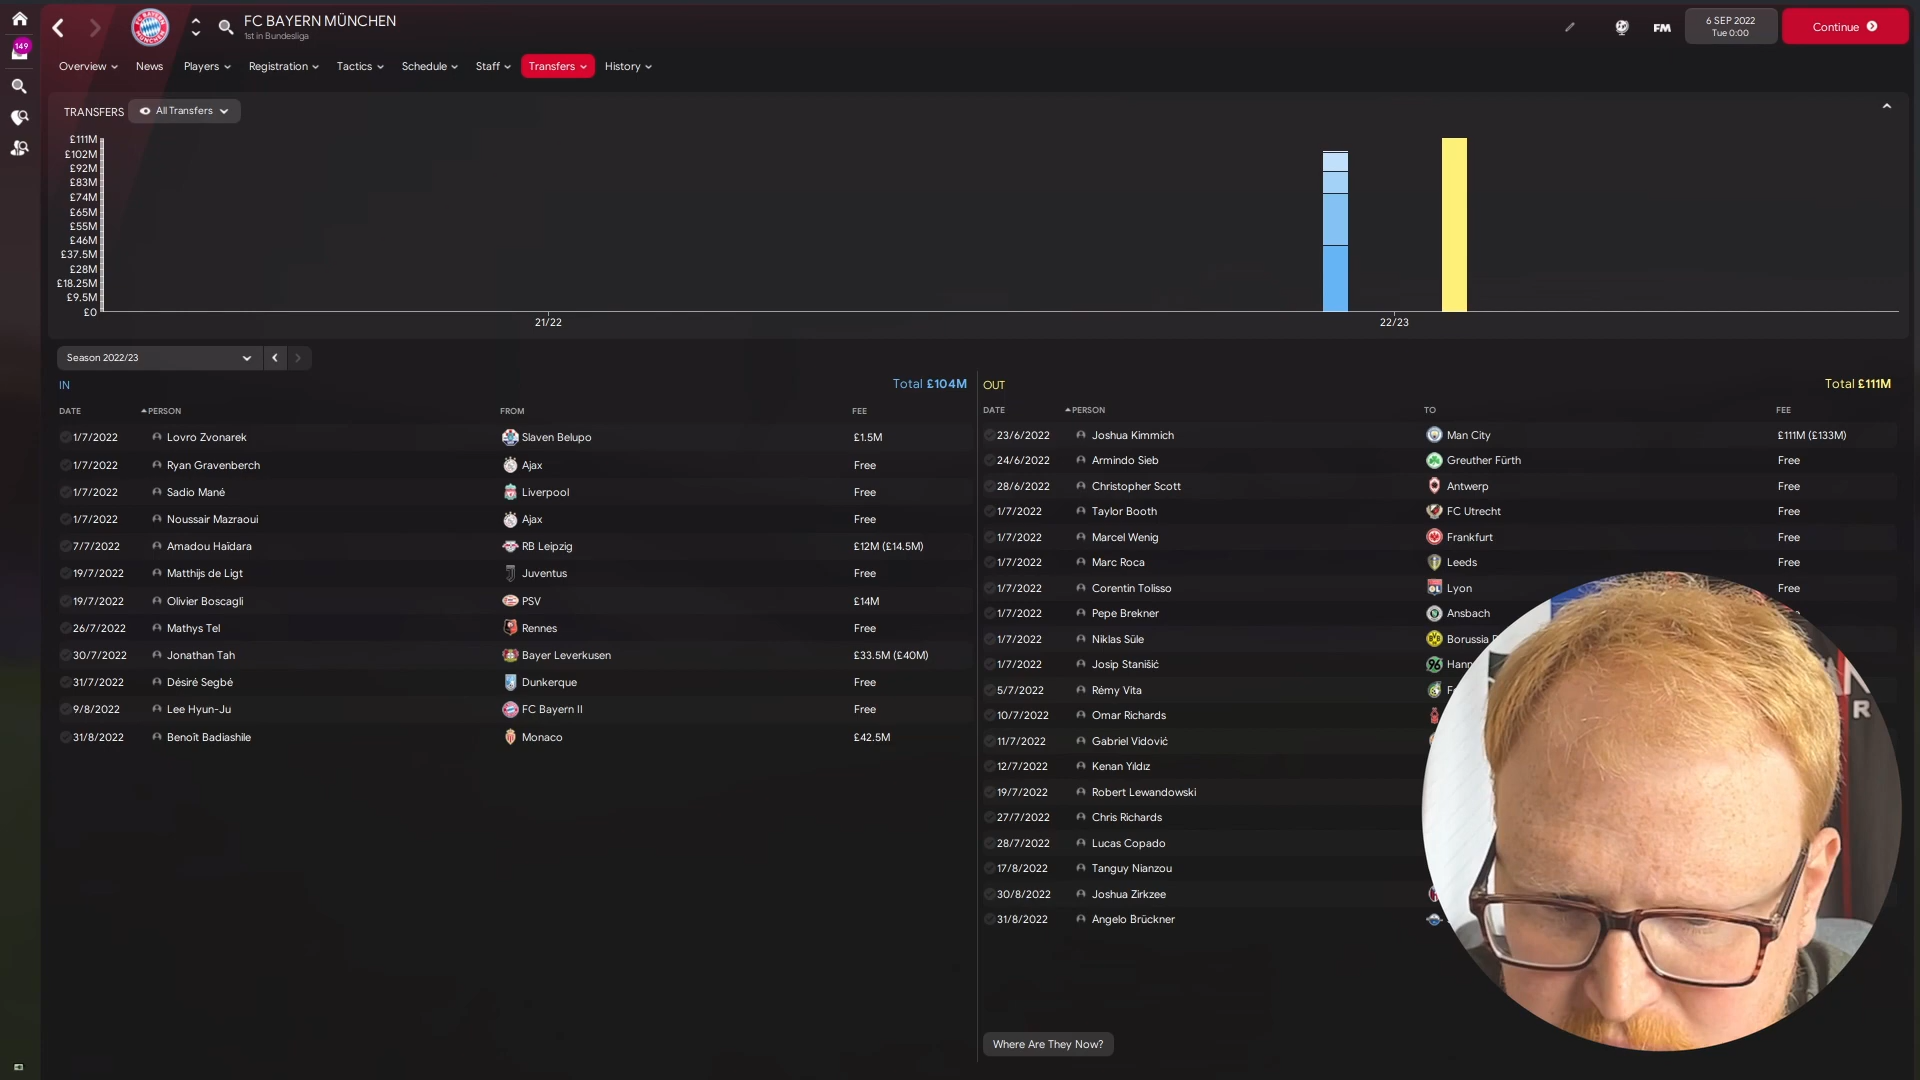 FC BAYERN MÜNCHEN
1st in Bundesliga
149
FM
6 SEP 2022
Tue 0:00
Continue
Overview
News
Players
Registration
Tactics
Schedule
Staff
Transfers
History
TRANSFERS
All Transfers
£111M
£102M
£92M
£83M
£74M
£65M
£55M
£46M
£37.5M
£28M
£18.25M
£9.5M
£0
21/22
22/23
Season 2022/23
IN
Total £104M
DATE PERSON FROM FEE
1/7/2022 Lovro Zvonarek Slaven Belupo £1.5M
1/7/2022 Ryan Gravenberch Ajax Free
1/7/2022 Sadio Mané Liverpool Free
1/7/2022 Noussair Mazraoui Ajax Free
7/7/2022 Amadou Haïdara RB Leipzig £12M (£14.5M)
19/7/2022 Matthijs de Ligt Juventus Free
19/7/2022 Olivier Boscagli PSV £14M
26/7/2022 Mathys Tel Rennes Free
30/7/2022 Jonathan Tah Bayer Leverkusen £33.5M (£40M)
31/7/2022 Désiré Segbé Dunkerque Free
9/8/2022 Lee Hyun-Ju FC Bayern II Free
31/8/2022 Benoît Badiashile Monaco £42.5M
OUT
Total £111M
DATE PERSON TO FEE
23/6/2022 Joshua Kimmich Man City £111M (£133M)
24/6/2022 Armindo Sieb Greuther Fürth Free
28/6/2022 Christopher Scott Antwerp Free
1/7/2022 Taylor Booth FC Utrecht Free
1/7/2022 Marcel Wenig Frankfurt Free
1/7/2022 Marc Roca Leeds Free
1/7/2022 Corentin Tolisso Lyon Free
1/7/2022 Pepe Brekner Ansbach
1/7/2022 Niklas Süle Borussia
1/7/2022 Josip Stanišić
5/7/2022 Rémy Vita
10/7/2022 Omar Richards
11/7/2022 Gabriel Vidović
12/7/2022 Kenan Yıldız
19/7/2022 Robert Lewandowski
27/7/2022 Chris Richards
28/7/2022 Lucas Copado
17/8/2022 Tanguy Nianzou
30/8/2022 Joshua Zirkzee
31/8/2022 Angelo Brückner
Where Are They Now?